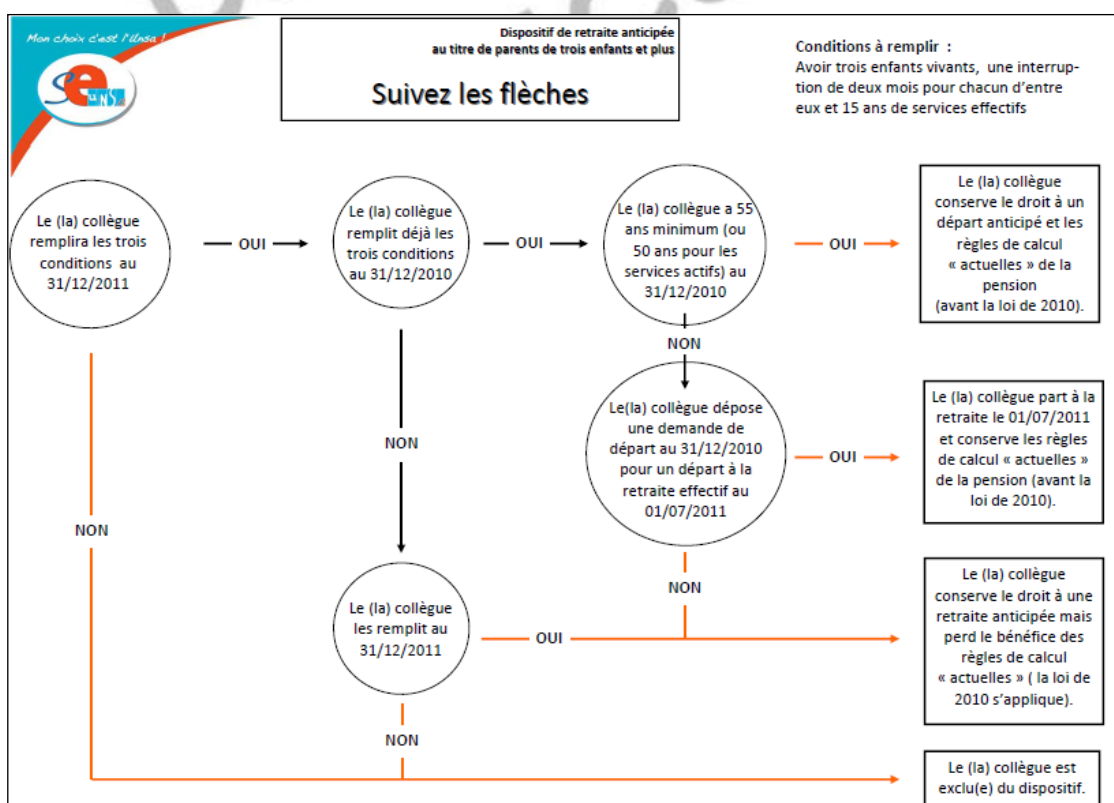 Mon choix c'est l'Unsa !
Dispositif de retraite anticipée
au titre de parents de trois enfants et plus
Suivez les flèches
Conditions à remplir :
Avoir trois enfants vivants, une interrup-
tion de deux mois pour chacun d'entre
eux et 15 ans de services effectifs
Le (la) collègue
remplira les trois
conditions au
31/12/2011
OUI
Le (la) collègue
remplit déjà les
trois conditions
au 31/12/2010
OUI
Le (la) collègue a 55
ans minimum (ou
50 ans pour les
services actifs) au
31/12/2010
OUI
Le (la) collègue
conserve le droit à un
départ anticipé et les
règles de calcul
« actuelles » de la
pension
(avant la loi de 2010).
NON
Le(la) collègue dépose
une demande de
départ au 31/12/2010
pour un départ à la
retraite effectif au
01/07/2011
OUI
Le (la) collègue part à la
retraite le 01/07/2011
et conserve les règles
de calcul « actuelles »
de la pension (avant la
loi de 2010).
NON
NON
NON
Le (la) collègue
les remplit au
31/12/2011
OUI
Le (la) collègue
conserve le droit à une
retraite anticipée mais
perd le bénéfice des
règles de calcul
« actuelles » ( la loi de
2010 s'applique).
NON
Le (la) collègue est
exclu(e) du dispositif.